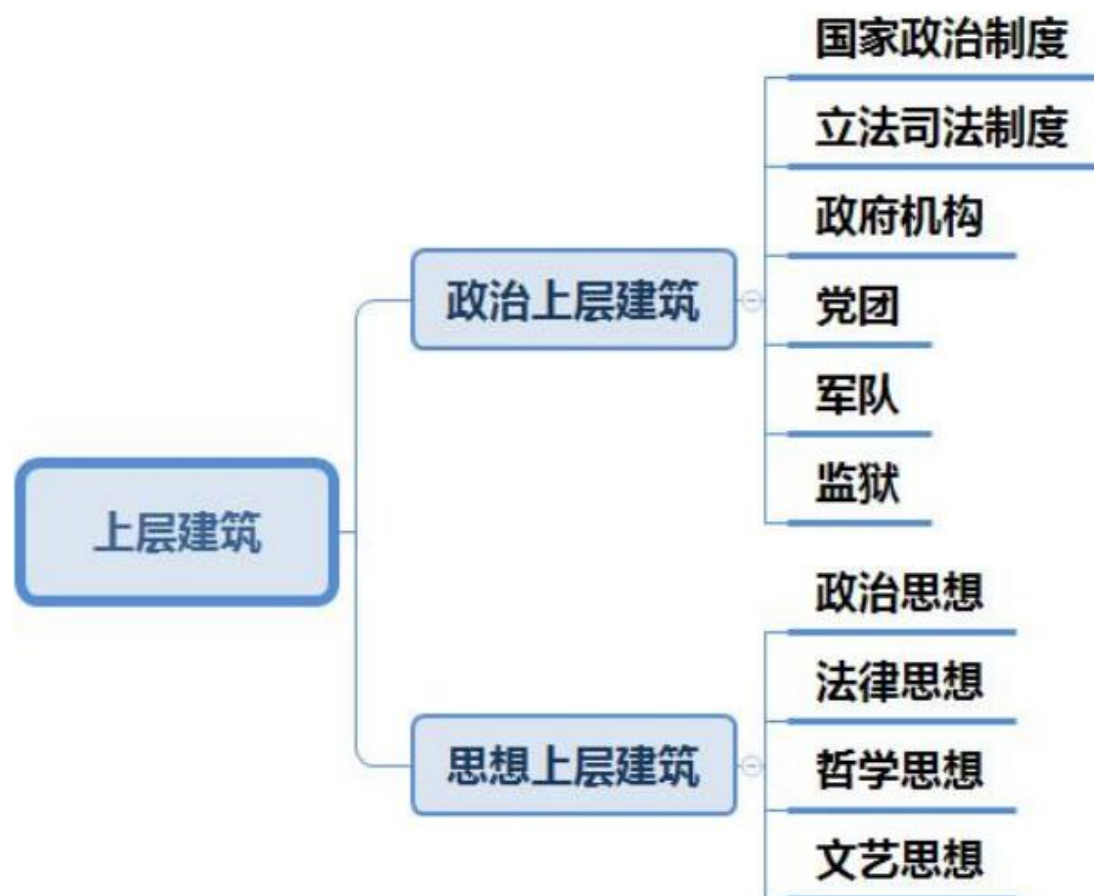 国家政治制度
立法司法制度
政府机构
政治上层建筑
党团
军队
监狱
上层建筑
政治思想
法律思想
思想上层建筑
哲学思想
文艺思想